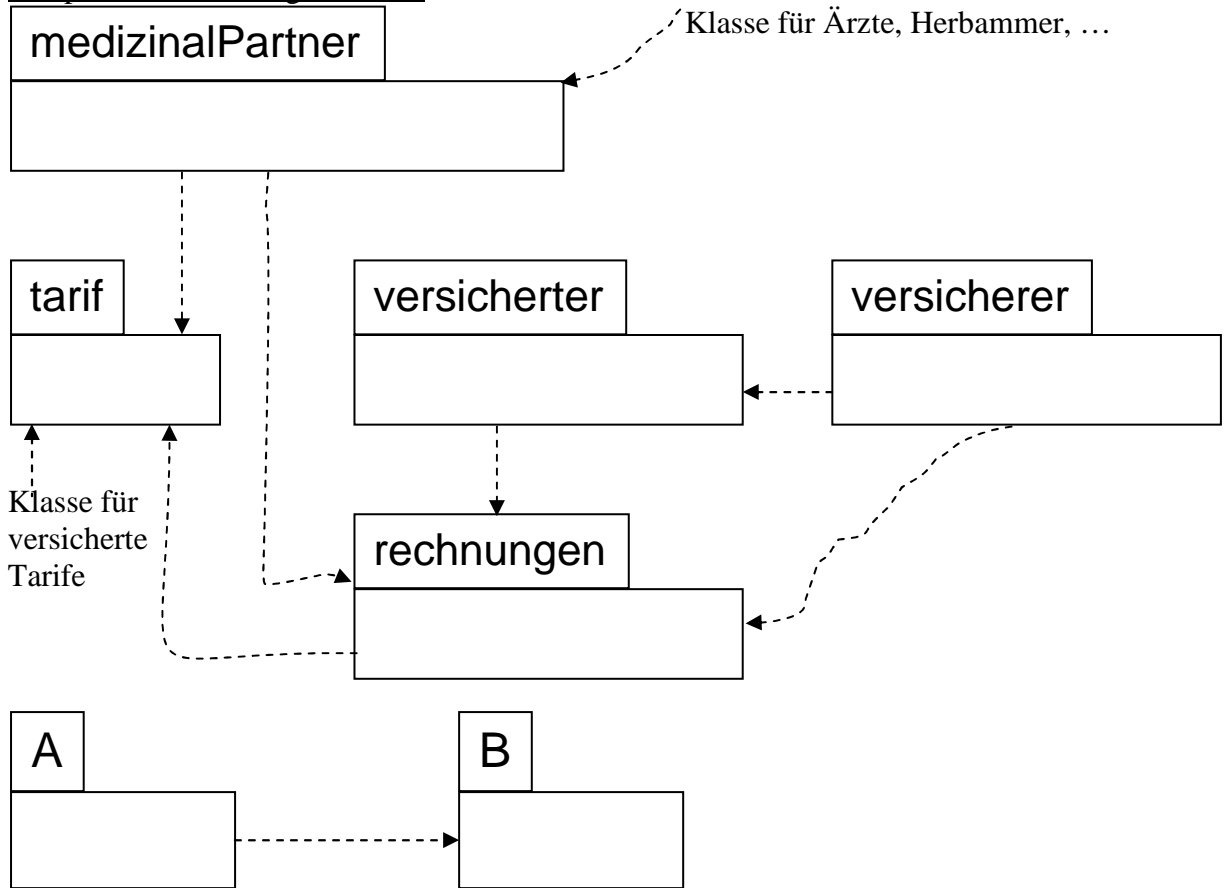 Klasse für Ärzte, Herbammer, …
medizinalPartner
tarif
versicherter
versicherer
Klasse für
versicherte
Tarife
rechnungen
A
B